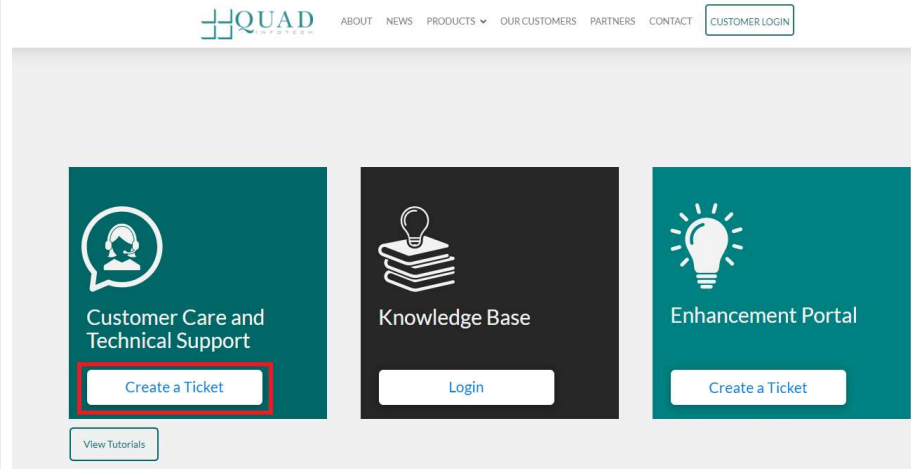 QUAD
INFOTECH
ABOUT NEWS PRODUCTS OUR CUSTOMERS PARTNERS CONTACT CUSTOMER LOGIN
Customer Care and
Technical Support
Create a Ticket
Knowledge Base
Login
Enhancement Portal
Create a Ticket
View Tutorials